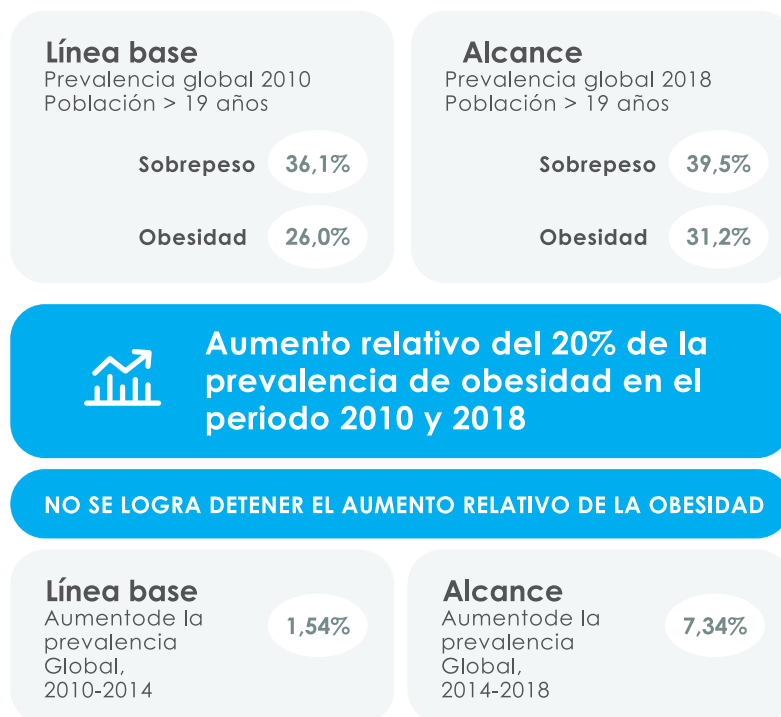 Línea base
Prevalencia global 2010
Población > 19 años
Sobrepeso 36,1%
Obesidad 26,0%
Alcance
Prevalencia global 2018
Población > 19 años
Sobrepeso 39,5%
Obesidad 31,2%
Aumento relativo del 20% de la
prevalencia de obesidad en el
periodo 2010 y 2018
NO SE LOGRA DETENER EL AUMENTO RELATIVO DE LA OBESIDAD
Línea base
Aumentode la
prevalencia
Global,
2010-2014
1,54%
Alcance
Aumentode la
prevalencia
Global,
2014-2018
7,34%